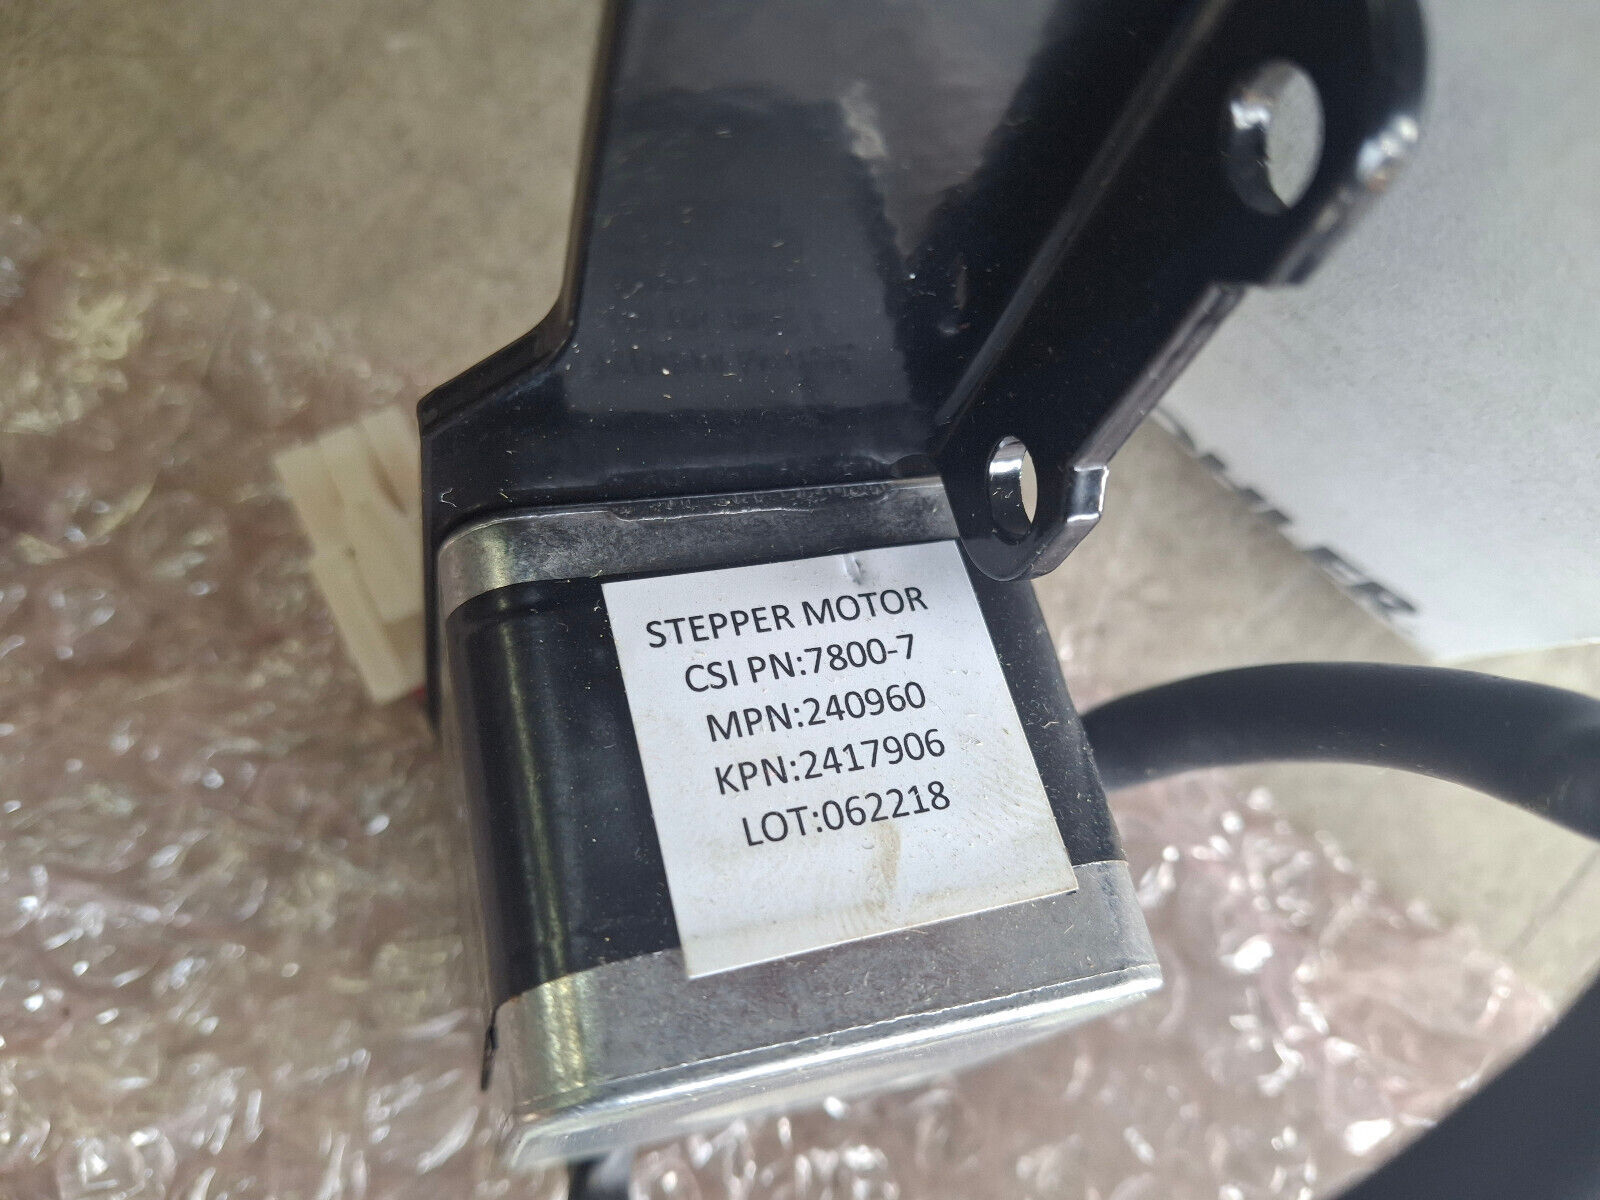 STEPPER MOTOR
CSI PN:7800-7
MPN:240960
KPN:2417906
LOT:062218